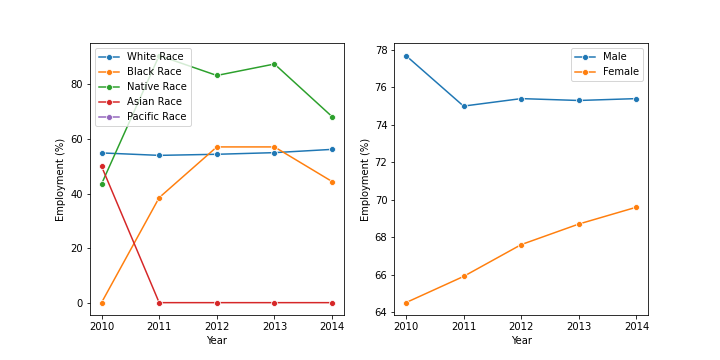 White Race
Black Race
Native Race
Asian Race
Pacific Race
80
60
40
20
0
Employment (%)
2010 2011 2012 2013 2014
Year
Male
Female
78
76
74
72
70
68
66
64
Employment (%)
2010 2011 2012 2013 2014
Year